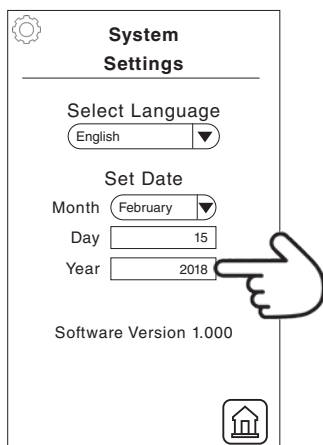 System
Settings
Select Language
English
Set Date
Month February
Day 15
Year 2018
Software Version 1.000